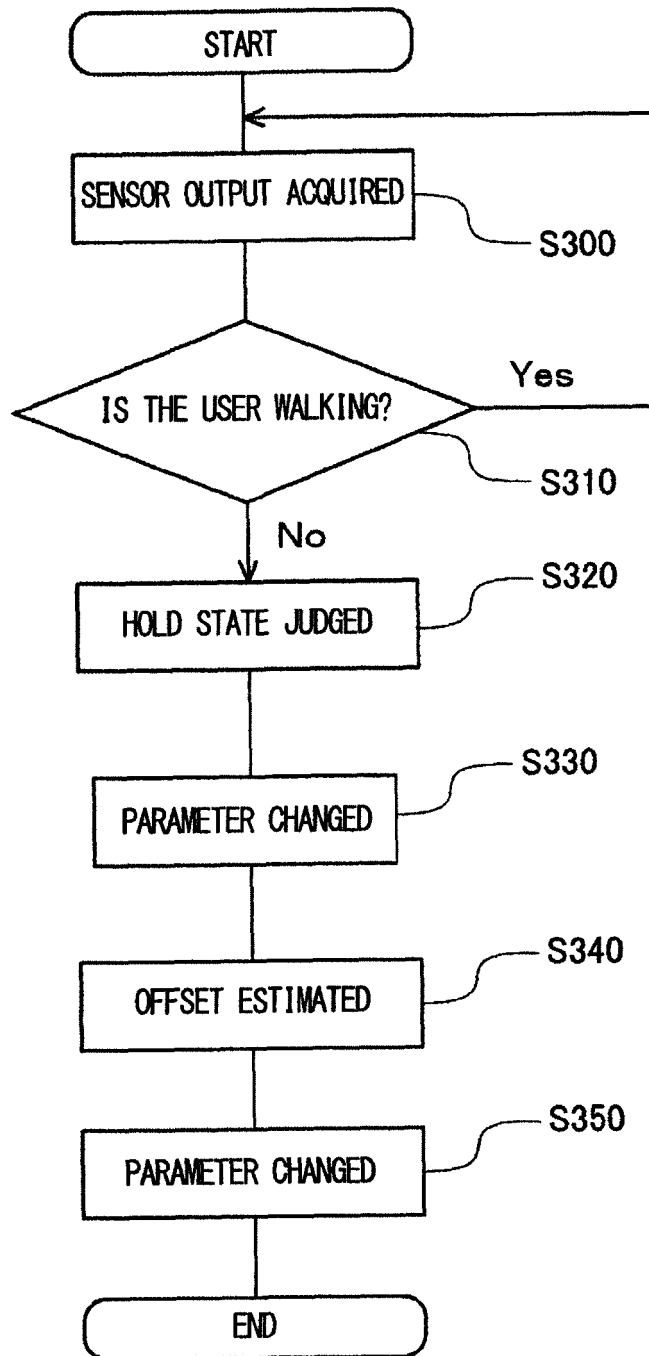 START
SENSOR OUTPUT ACQUIRED
S300
IS THE USER WALKING?
Yes
S310
No
S320
HOLD STATE JUDGED
S330
PARAMETER CHANGED
S340
OFFSET ESTIMATED
S350
PARAMETER CHANGED
END